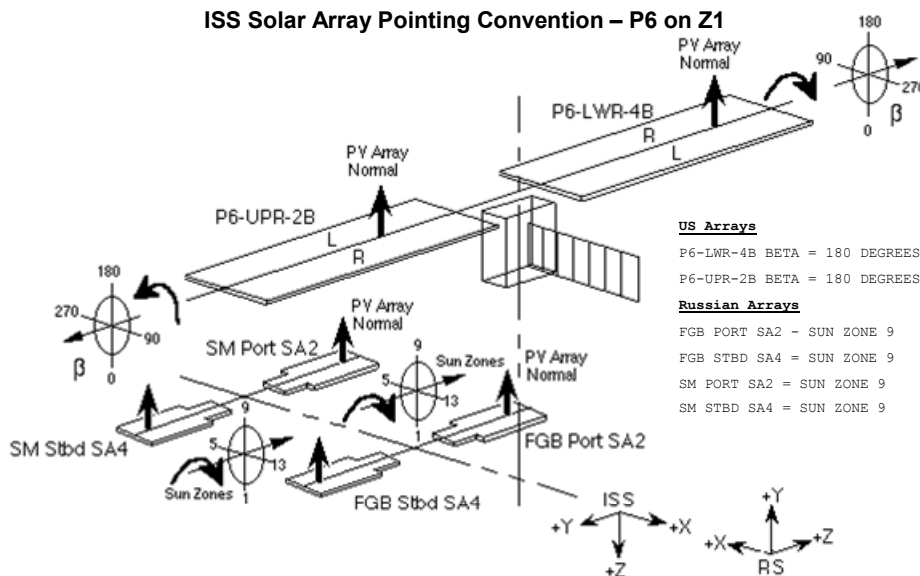 ISS Solar Array Pointing Convention – P6 on Z1
180
90
270
β
0
PV Array
Normal
P6-LWR-4B
R
L
PV Array
Normal
P6-UPR-2B
L
R
US Arrays
P6-LWR-4B BETA = 180 DEGREES
P6-UPR-2B BETA = 180 DEGREES
Russian Arrays
FGB PORT SA2 - SUN ZONE 9
FGB STBD SA4 = SUN ZONE 9
SM PORT SA2 = SUN ZONE 9
SM STBD SA4 = SUN ZONE 9
180
270
90
β
0
PV Array
Normal
SM Port SA2
9
Sun Zones
5
13
1
PV Array
Normal
SM Stbd SA4
9
5
13
1
Sun Zones
FGB Port SA2
FGB Stbd SA4
ISS
+Y
+X
+Z
+Y
+X
+Z
RS